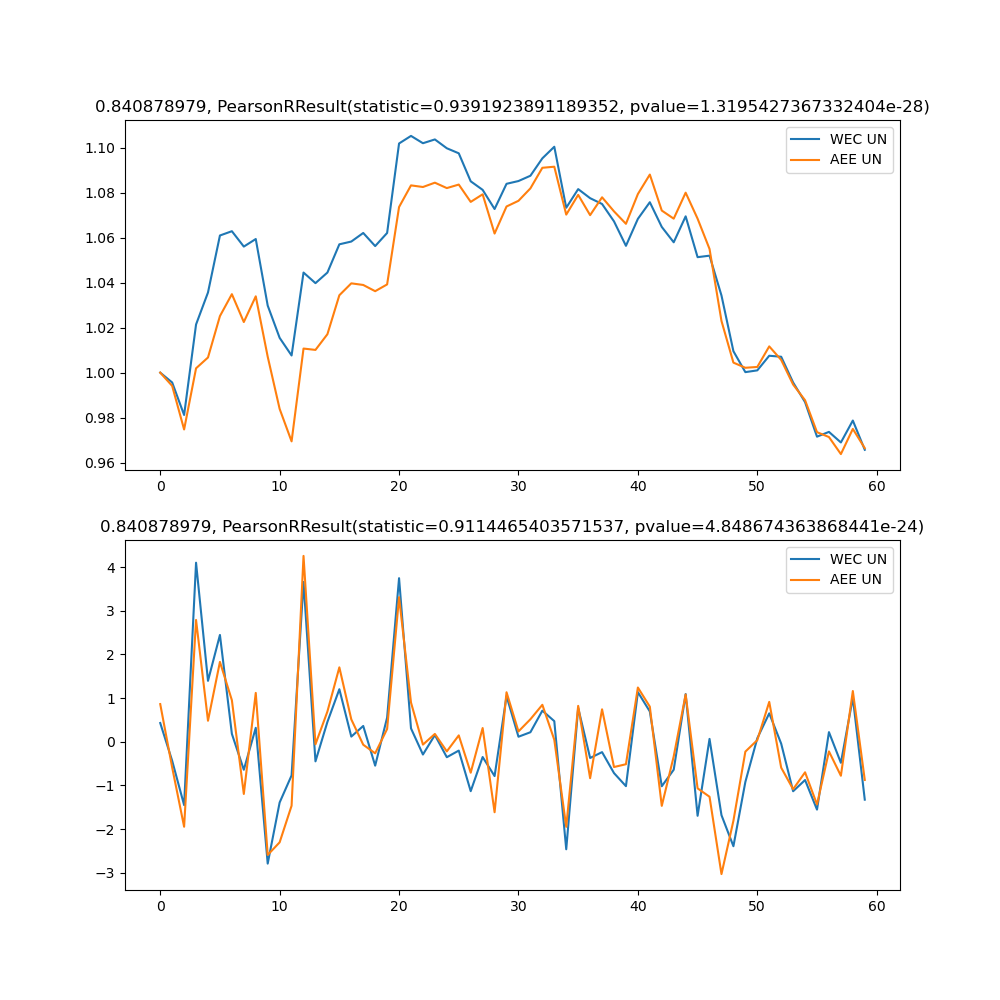 0.840878979, PearsonRResult(statistic=0.9391923891189352, pvalue=1.3195427367332404e-28)
WEC UN
AEE UN
1.10
1.08
1.06
1.04
1.02
1.00
0.98
0.96
0 10 20 30 40 50 60
0.840878979, PearsonRResult(statistic=0.9114465403571537, pvalue=4.848674363868441e-24)
WEC UN
AEE UN
4
3
2
1
0
−1
−2
−3
0 10 20 30 40 50 60